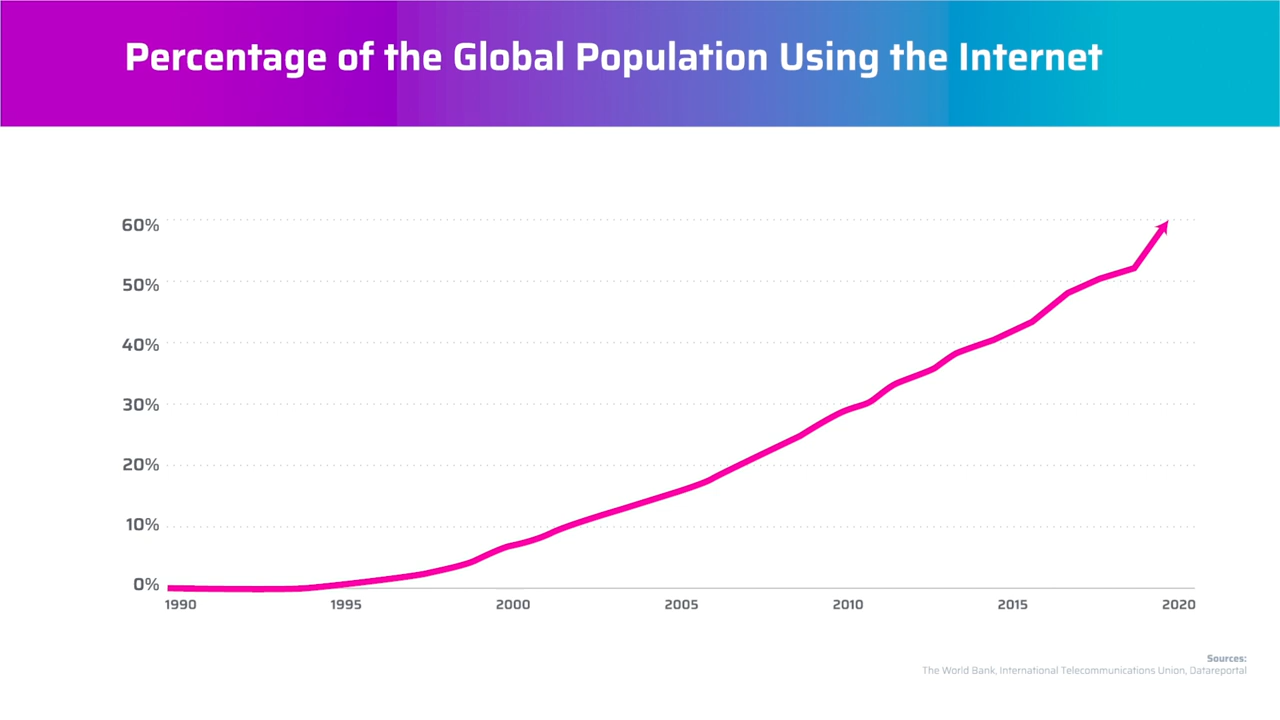 Percentage of the Global Population Using the Internet
60%
50%
40%
30%
20%
10%
0%
1990 1995 2000 2005 2010 2015 2020
Sources:
The World Bank, International Telecommunications Union, Datareportal